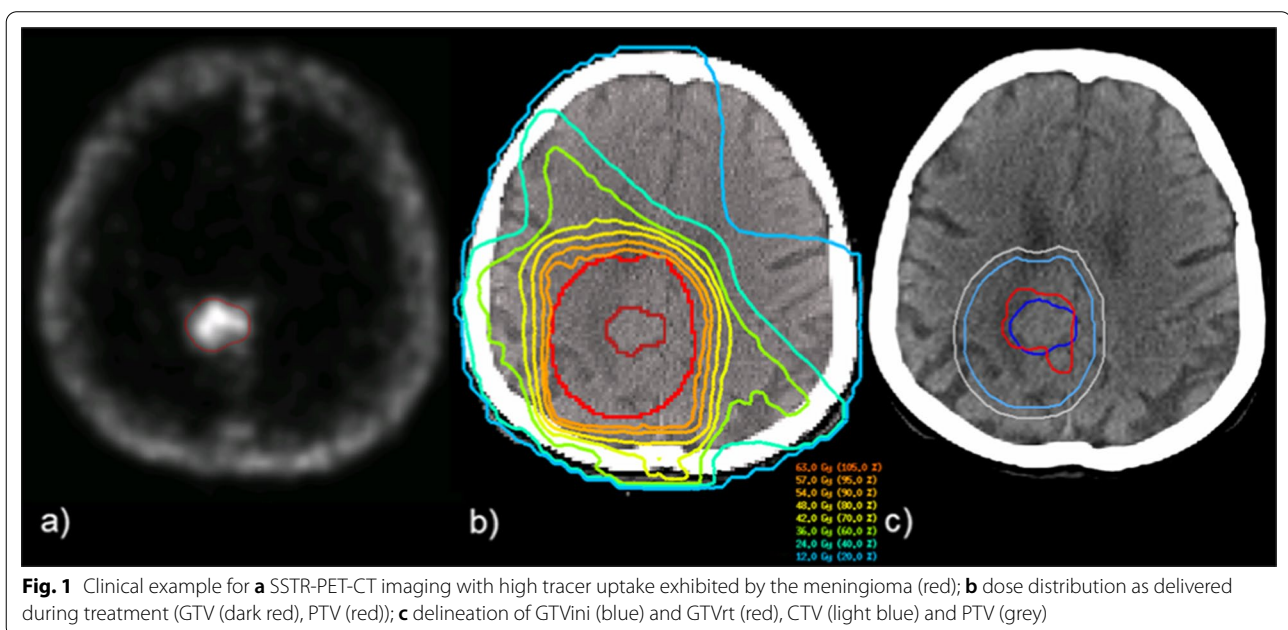 63.0 Gy (105.0 %)
57.0 Gy (95.0 %)
54.0 Gy (90.0 %)
48.0 Gy (80.0 %)
42.0 Gy (70.0 %)
36.0 Gy (60.0 %)
24.0 Gy (40.0 %)
12.0 Gy (20.0 %)
a)
b)
c)
Fig. 1 Clinical example for a SSTR-PET-CT imaging with high tracer uptake exhibited by the meningioma (red); b dose distribution as delivered
during treatment (GTV (dark red), PTV (red)); c delineation of GTVini (blue) and GTVrt (red), CTV (light blue) and PTV (grey)